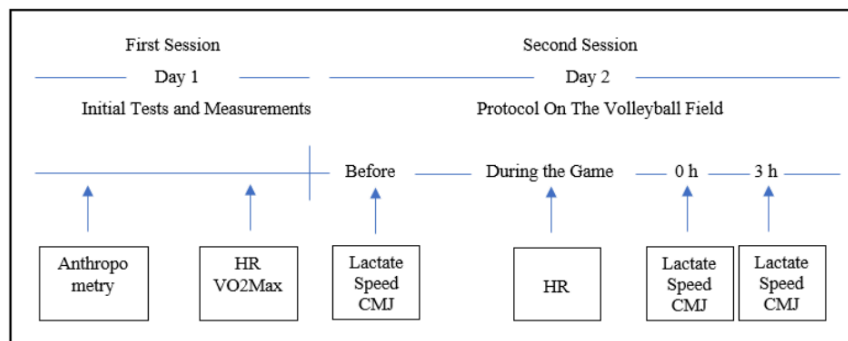 First Session
Second Session
Day 1
Day 2
Initial Tests and Measurements
Protocol On The Volleyball Field
Before
During the Game
0 h
3 h
Anthropo
metry
HR
VO2Max
Lactate
Speed
CMJ
HR
Lactate
Speed
CMJ
Lactate
Speed
CMJ